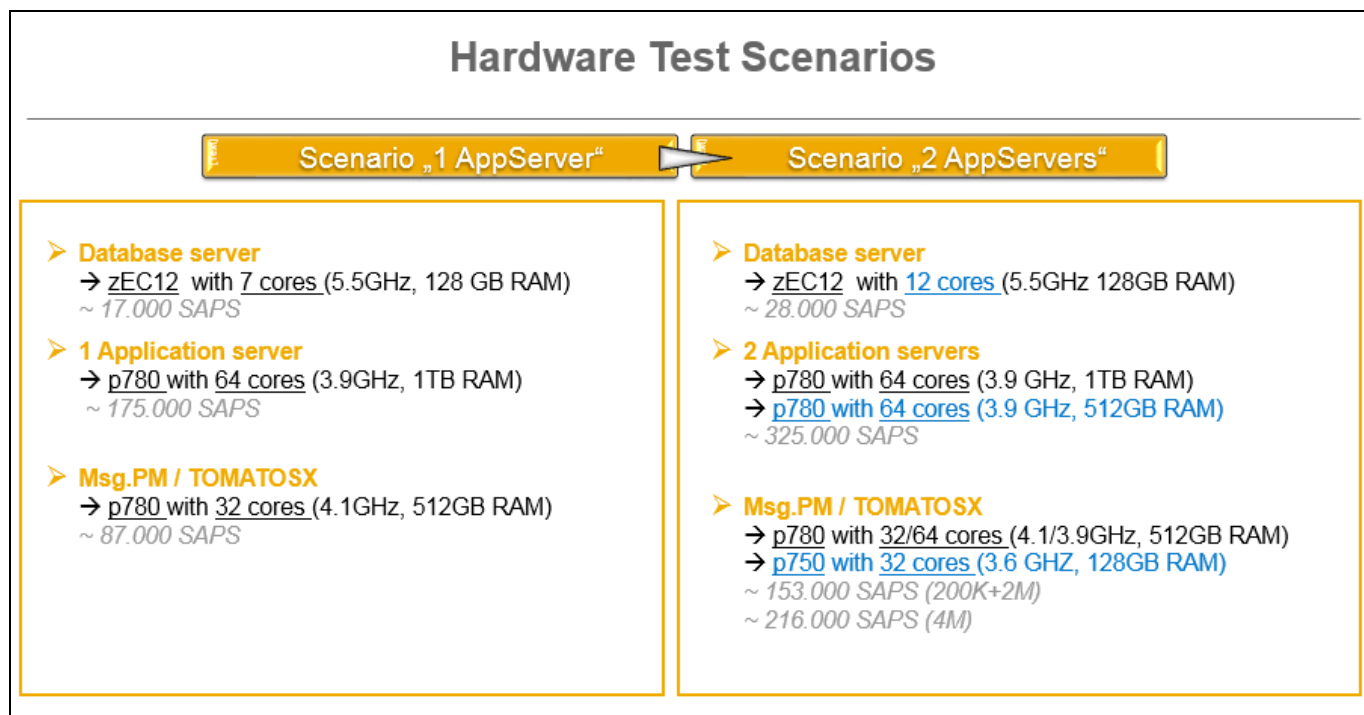 Hardware Test Scenarios
Scenario „1 AppServer“
Scenario „2 AppServers“
➢ Database server
→ zEC12 with 7 cores (5.5GHz, 128 GB RAM)
~ 17.000 SAPS
➢ 1 Application server
→ p780 with 64 cores (3.9GHz, 1TB RAM)
~ 175.000 SAPS
➢ Msg.PM / TOMATOSX
→ p780 with 32 cores (4.1GHz, 512GB RAM)
~ 87.000 SAPS
➢ Database server
→ zEC12 with 12 cores (5.5GHz 128GB RAM)
~ 28.000 SAPS
➢ 2 Application servers
→ p780 with 64 cores (3.9 GHz, 1TB RAM)
→ p780 with 64 cores (3.9 GHz, 512GB RAM)
~ 325.000 SAPS
➢ Msg.PM / TOMATOSX
→ p780 with 32/64 cores (4.1/3.9GHz, 512GB RAM)
→ p750 with 32 cores (3.6 GHZ, 128GB RAM)
~ 153.000 SAPS (200K+2M)
~ 216.000 SAPS (4M)